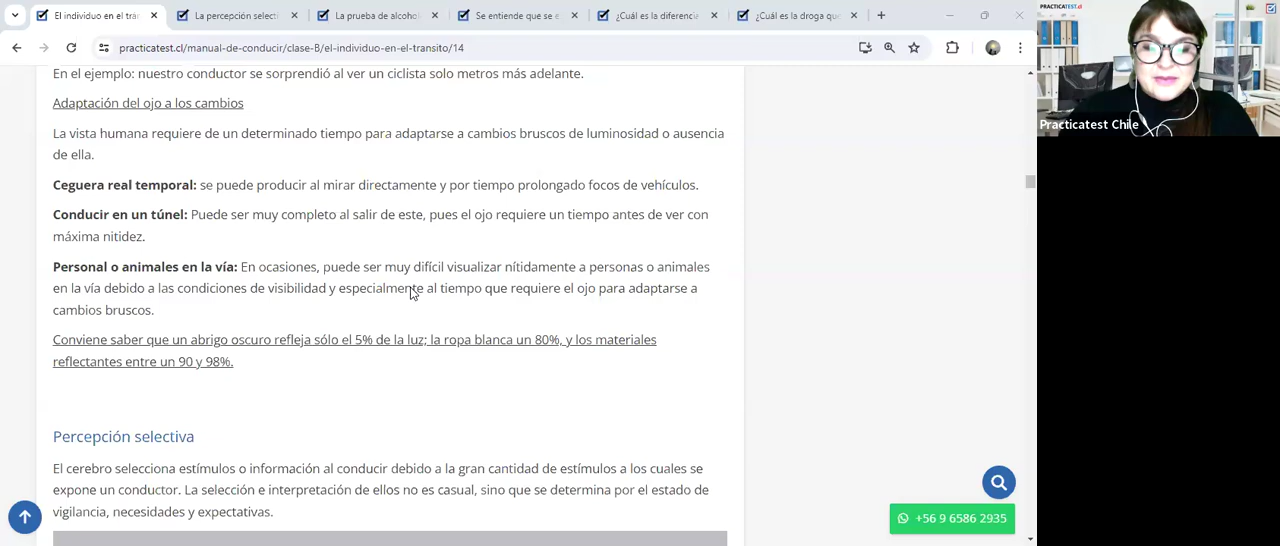 El individuo en el trán
La percepción selecti
La prueba de alcohol
Se entiende que se e
¿Cuál es la diferencie
¿Cuál es la droga que
practicatest.cl/manual-de-conducir/clase-B/el-individuo-en-el-transito/14
PRACTICATEST.cl
Practicatest Chile
En el ejemplo: nuestro conductor se sorprendió al ver un ciclista solo metros más adelante.
Adaptación del ojo a los cambios
La vista humana requiere de un determinado tiempo para adaptarse a cambios bruscos de luminosidad o ausencia
de ella.
Ceguera real temporal: se puede producir al mirar directamente y por tiempo prolongado focos de vehículos.
Conducir en un túnel: Puede ser muy completo al salir de este, pues el ojo requiere un tiempo antes de ver con
máxima nitidez.
Personal o animales en la vía: En ocasiones, puede ser muy difícil visualizar nítidamente a personas o animales
en la vía debido a las condiciones de visibilidad y especialmente al tiempo que requiere el ojo para adaptarse a
cambios bruscos.
Conviene saber que un abrigo oscuro refleja sólo el 5% de la luz; la ropa blanca un 80%, y los materiales
reflectantes entre un 90 y 98%.
Percepción selectiva
El cerebro selecciona estímulos o información al conducir debido a la gran cantidad de estímulos a los cuales se
expone un conductor. La selección e interpretación de ellos no es casual, sino que se determina por el estado de
vigilancia, necesidades y expectativas.
+56 9 6586 2935